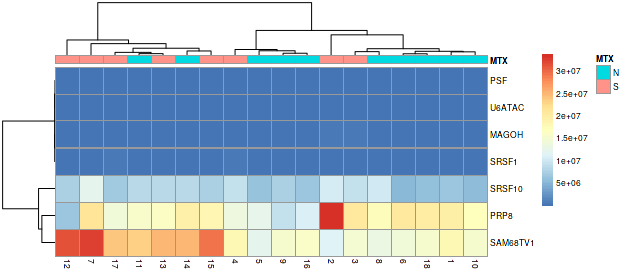 MTX
PSF
U6ATAC
MAGOH
SRSF1
SRSF10
PRP8
SAM68TV1
12 7 17 11 13 14 15 4 5 9 16 2 3 8 6 18 1 10
3e+07
2.5e+07
2e+07
1.5e+07
1e+07
5e+06
MTX
N
S